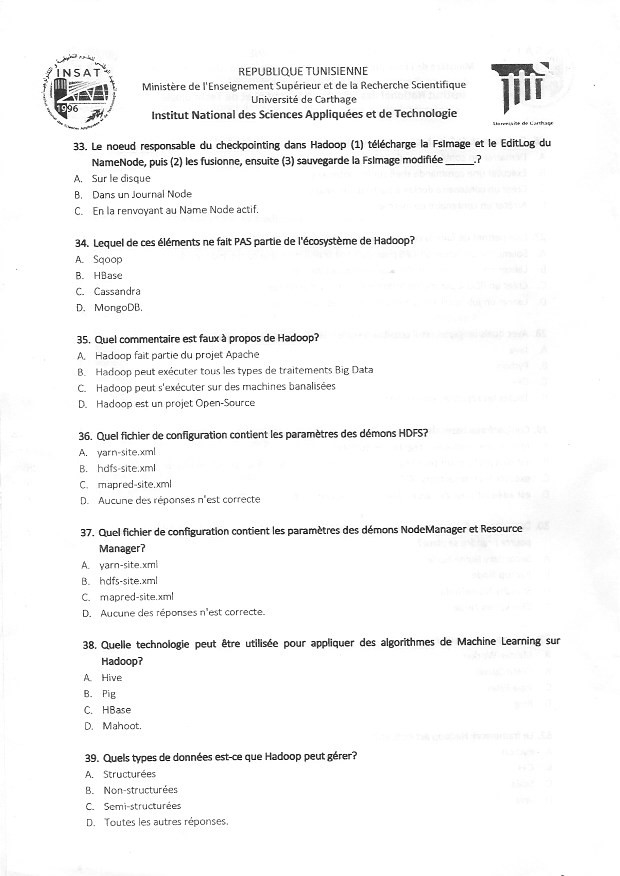 INSAT
1996
REPUBLIQUE TUNISIENNE
Ministère de l'Enseignement Supérieur et de la Recherche Scientifique
Université de Carthage
Institut National des Sciences Appliquées et de Technologie
Université de Carthage
33. Le noeud responsable du checkpointing dans Hadoop (1) télécharge la FsImage et le EditLog du
NameNode, puis (2) les fusionne, ensuite (3) sauvegarde la FsImage modifiée _____.?
A. Sur le disque
B. Dans un Journal Node
C. En la renvoyant au Name Node actif.
34. Lequel de ces éléments ne fait PAS partie de l'écosystème de Hadoop?
A. Sqoop
B. HBase
C. Cassandra
D. MongoDB.
35. Quel commentaire est faux à propos de Hadoop?
A. Hadoop fait partie du projet Apache
B. Hadoop peut exécuter tous les types de traitements Big Data
C. Hadoop peut s'exécuter sur des machines banalisées
D. Hadoop est un projet Open-Source
36. Quel fichier de configuration contient les paramètres des démons HDFS?
A. yarn-site.xml
B. hdfs-site.xml
C. mapred-site.xml
D. Aucune des réponses n'est correcte
37. Quel fichier de configuration contient les paramètres des démons NodeManager et Resource
Manager?
A. yarn-site.xml
B. hdfs-site.xml
C. mapred-site.xml
D. Aucune des réponses n'est correcte.
38. Quelle technologie peut être utilisée pour appliquer des algorithmes de Machine Learning sur
Hadoop?
A. Hive
B. Pig
C. HBase
D. Mahoot.
39. Quels types de données est-ce que Hadoop peut gérer?
A. Structurées
B. Non-structurées
C. Semi-structurées
D. Toutes les autres réponses.